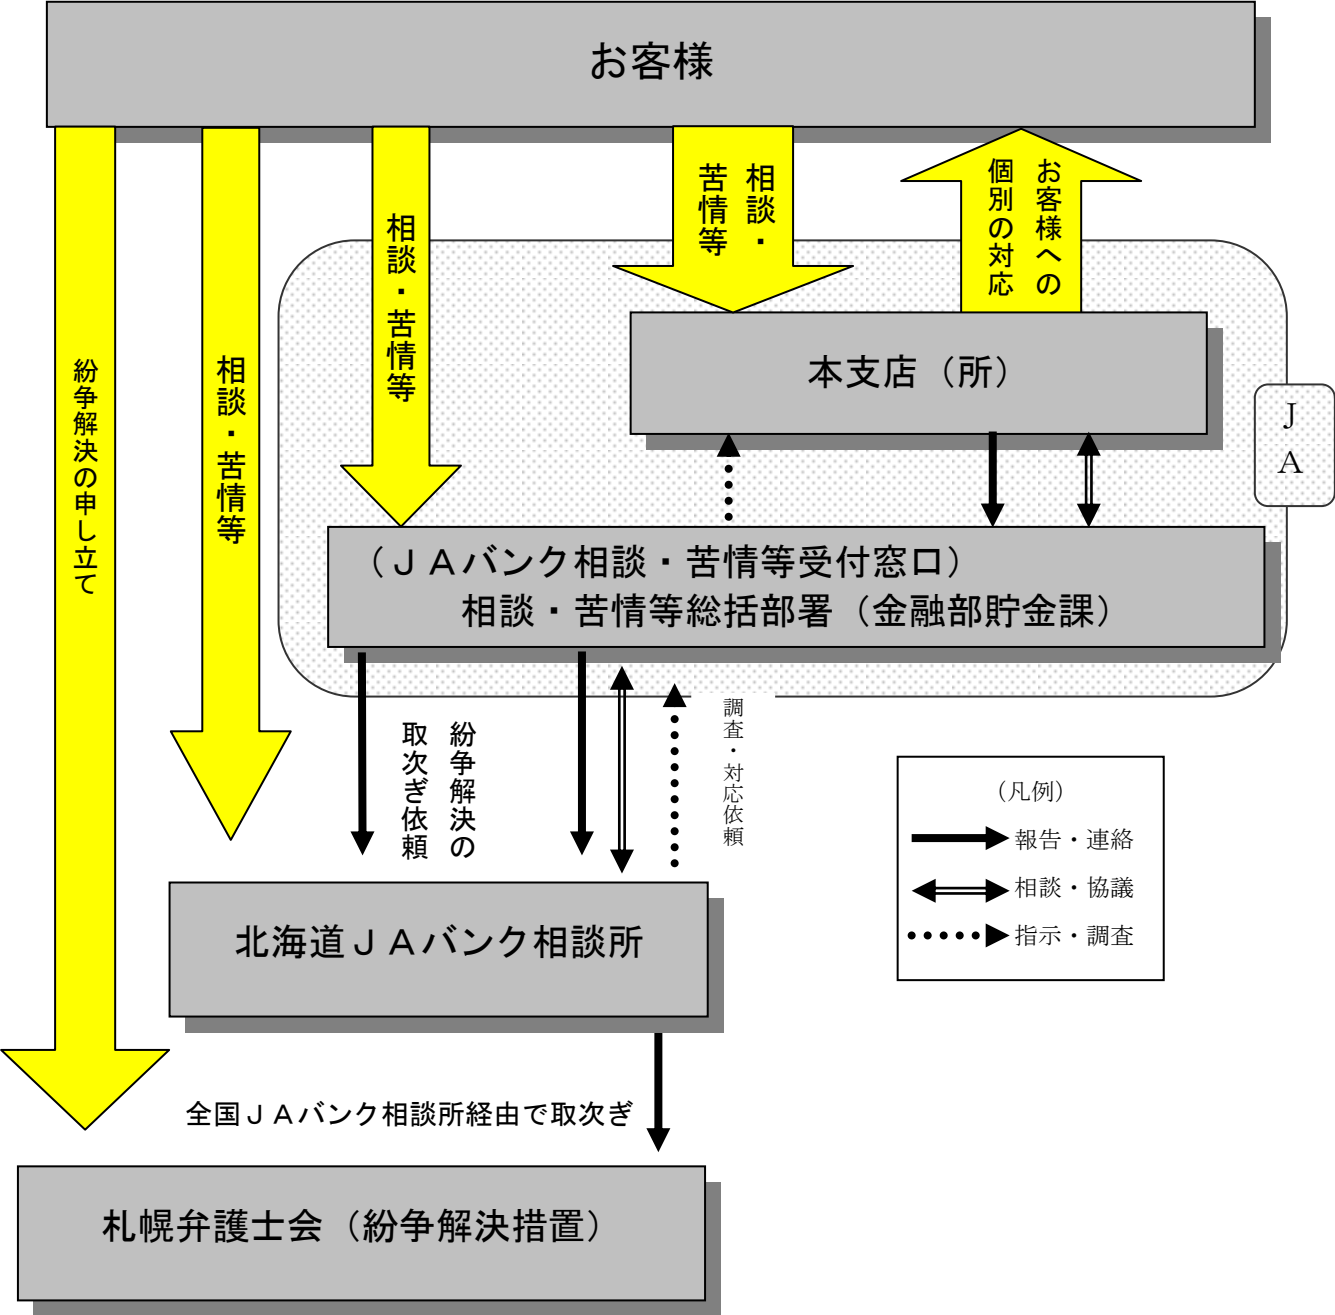 お客様
相談・
苦情等
お客様への
個別の対応
相談・苦情等
相談・苦情等
紛争解決の申し立て
本支店（所）
ＪＡ
（ＪＡバンク相談・苦情等受付窓口）
相談・苦情等総括部署（金融部貯金課）
紛争解決の
取次ぎ依頼
調査・対応依頼
（凡例）
報告・連絡
相談・協議
指示・調査
北海道ＪＡバンク相談所
全国ＪＡバンク相談所経由で取次ぎ
札幌弁護士会（紛争解決措置）